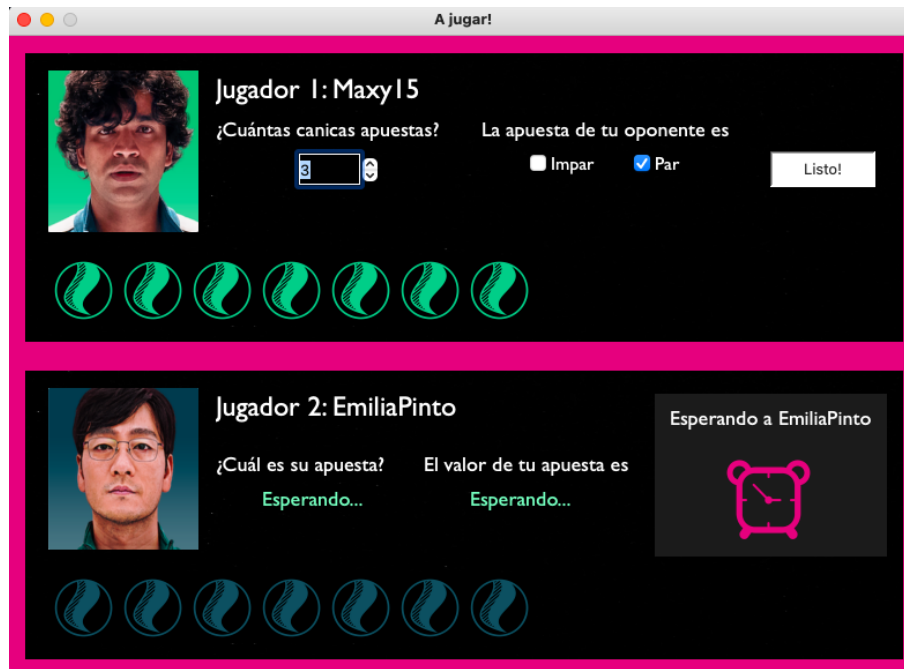 A jugar!
Jugador 1: Maxy15
¿Cuántas canicas apuestas?
La apuesta de tu oponente es
3
Impar
Par
Listo!
Jugador 2: EmiliaPinto
Esperando a EmiliaPinto
¿Cuál es su apuesta?
El valor de tu apuesta es
Esperando...
Esperando...